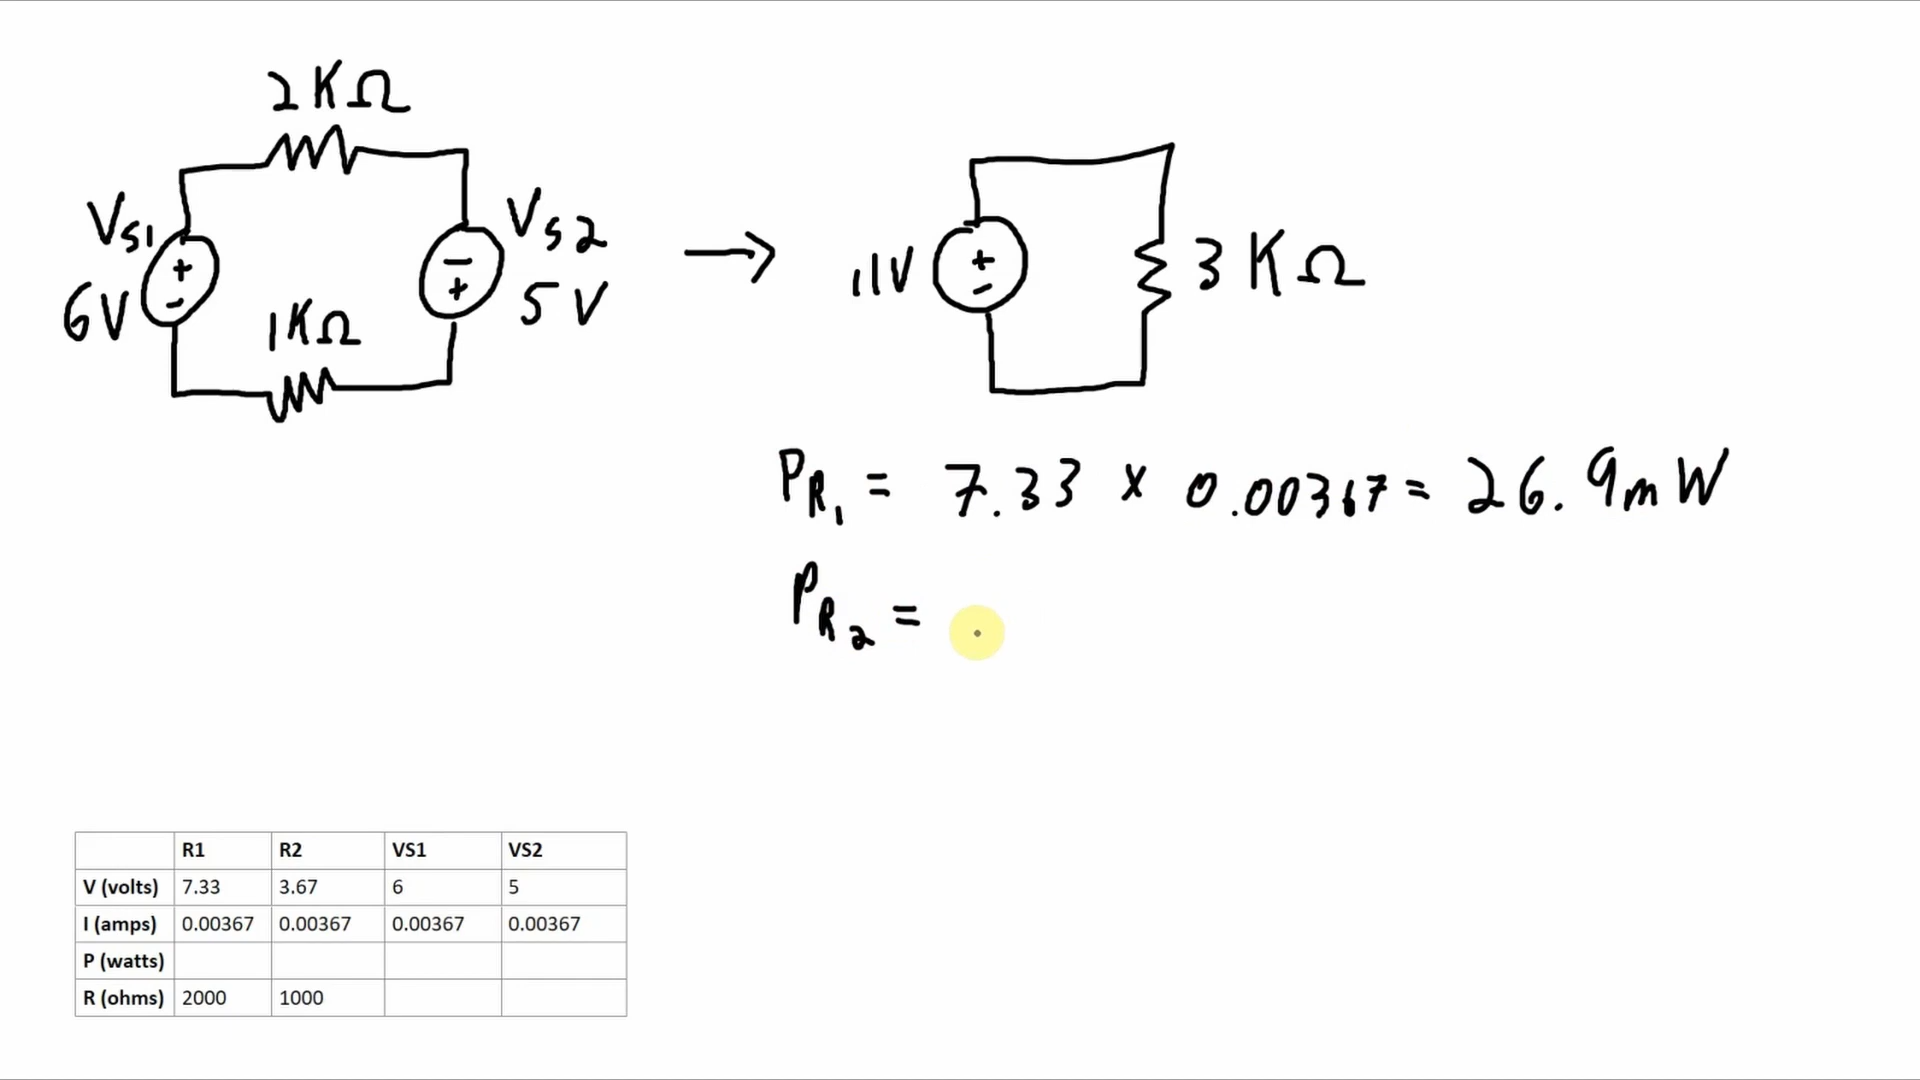 2KΩ
VS1
6V
+
-
1KΩ
-
+
VS2
5V
→
11V
+
-
3KΩ
PR1 = 7.33 x 0.00367 = 26.9mW
PR2 =
R1 R2 VS1 VS2
V (volts) 7.33 3.67 6 5
I (amps) 0.00367 0.00367 0.00367 0.00367
P (watts)
R (ohms) 2000 1000